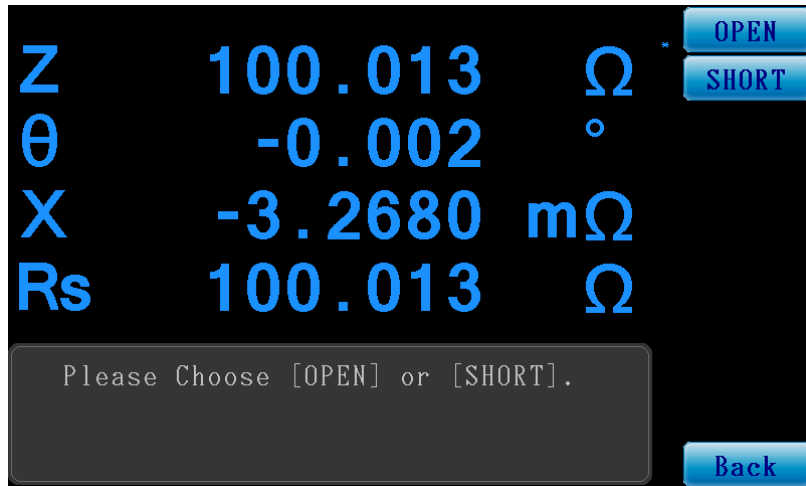 Z 100.013 Ω *
θ -0.002 °
X -3.2680 mΩ
Rs 100.013 Ω
Please Choose [OPEN] or [SHORT].
OPEN
SHORT
Back